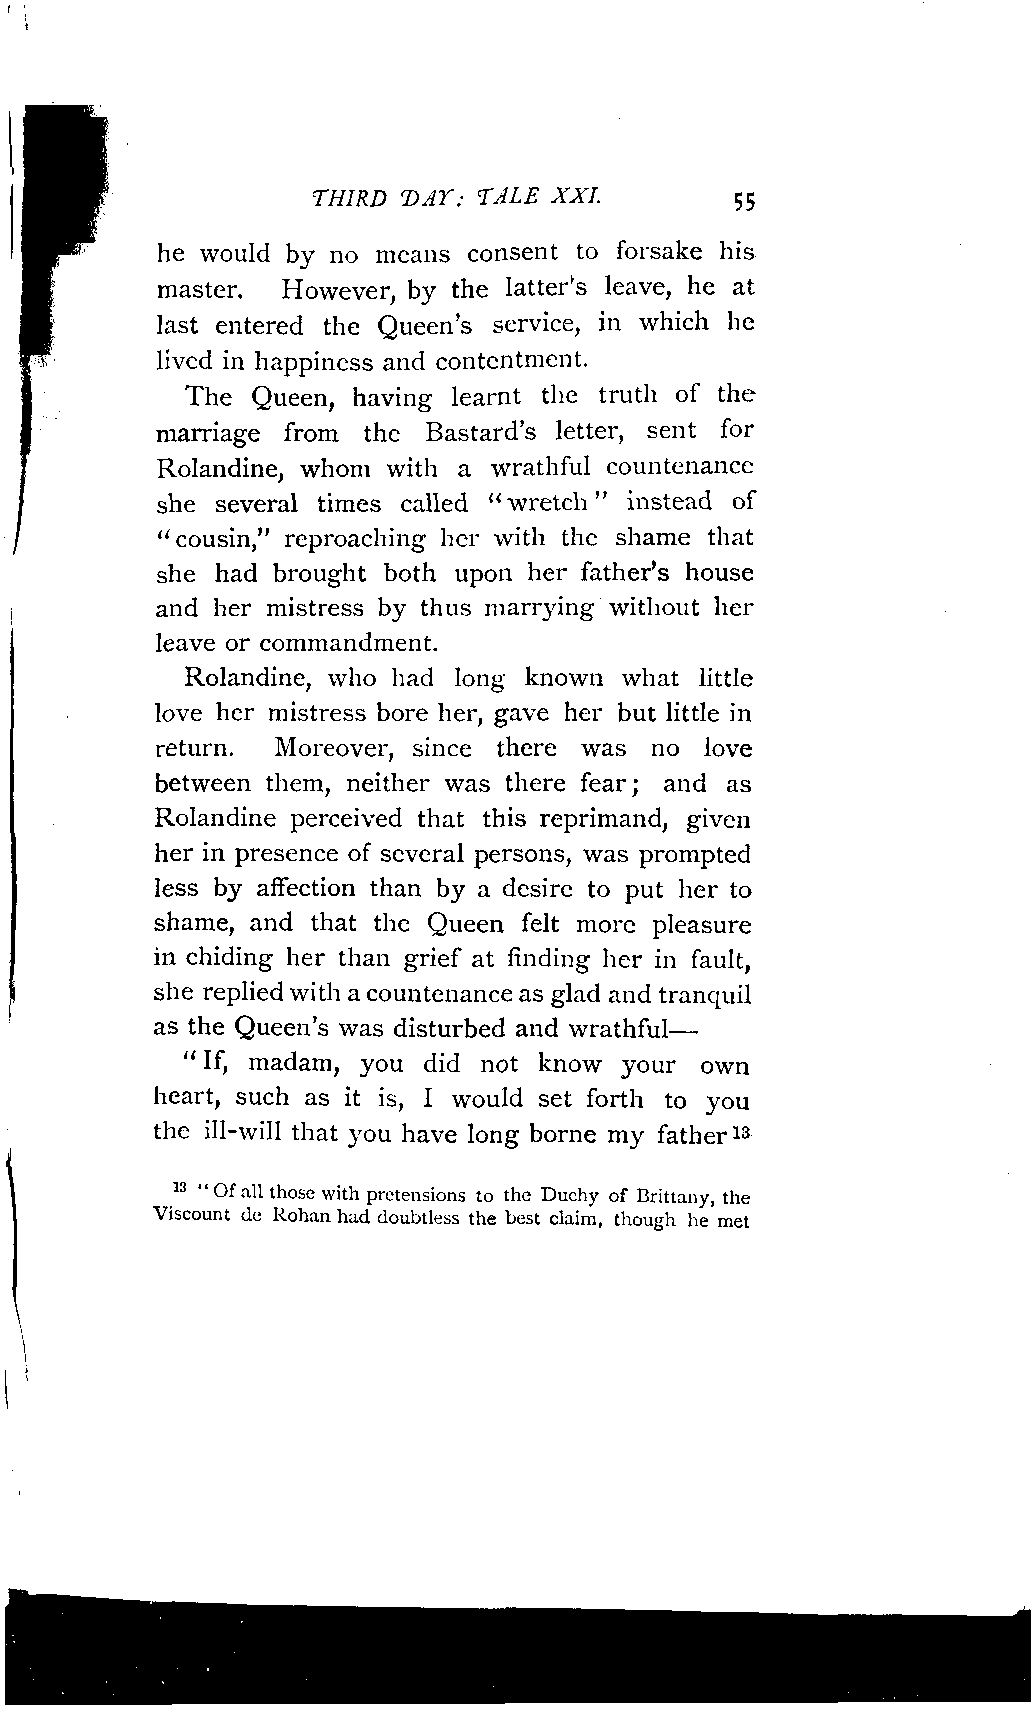 THIRD DAY: TALE XXI. 55
he would by no means consent to forsake his
master. However, by the latter's leave, he at
last entered the Queen's service, in which he
lived in happiness and contentment.
The Queen, having learnt the truth of the
marriage from the Bastard's letter, sent for
Rolandine, whom with a wrathful countenance
she several times called "wretch" instead of
"cousin," reproaching her with the shame that
she had brought both upon her father's house
and her mistress by thus marrying without her
leave or commandment.
Rolandine, who had long known what little
love her mistress bore her, gave her but little in
return. Moreover, since there was no love
between them, neither was there fear; and as
Rolandine perceived that this reprimand, given
her in presence of several persons, was prompted
less by affection than by a desire to put her to
shame, and that the Queen felt more pleasure
in chiding her than grief at finding her in fault,
she replied with a countenance as glad and tranquil
as the Queen's was disturbed and wrathful—
"If, madam, you did not know your own
heart, such as it is, I would set forth to you
the ill-will that you have long borne my father 13
13 "Of all those with pretensions to the Duchy of Brittany, the
Viscount de Rohan had doubtless the best claim, though he met